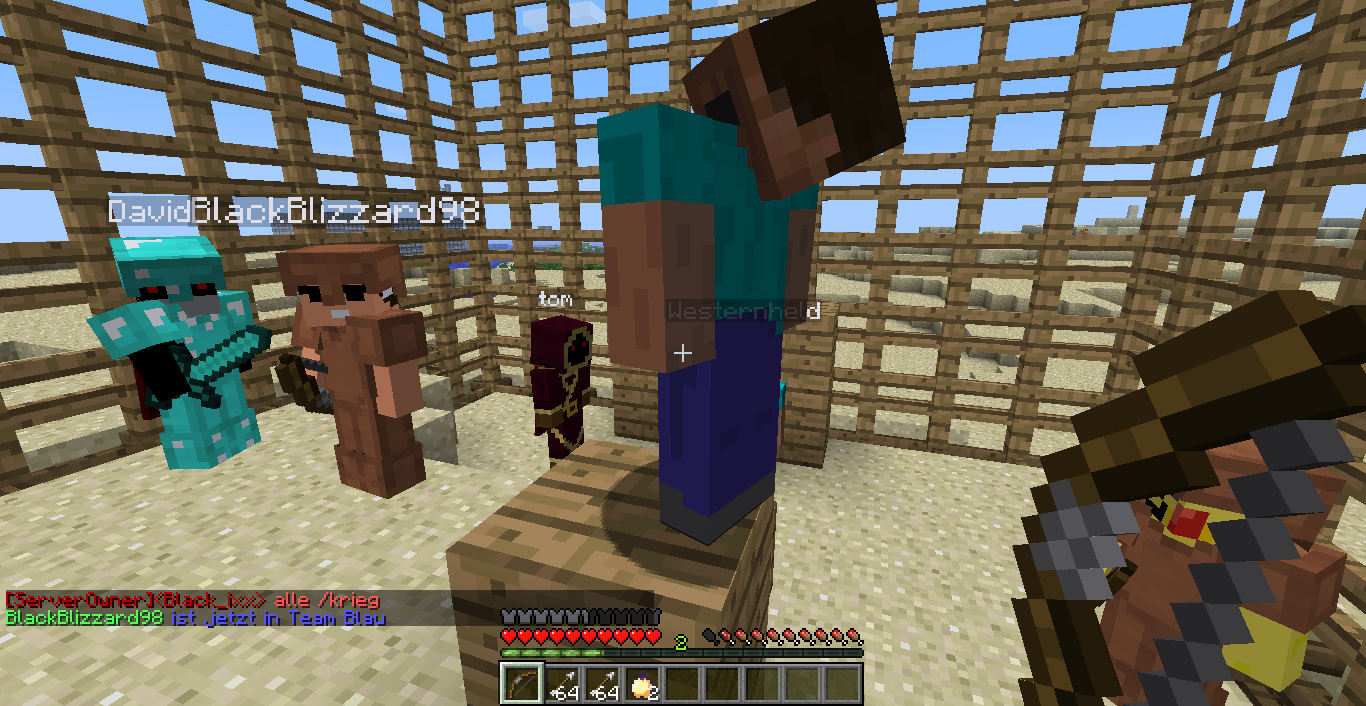 DavidBlackBlizzard98
tom
Westernheld
[ServerOwner]<Black_ixx> alle /krieg
BlackBlizzard98 ist jetzt in Team Blau
2
64 64 2